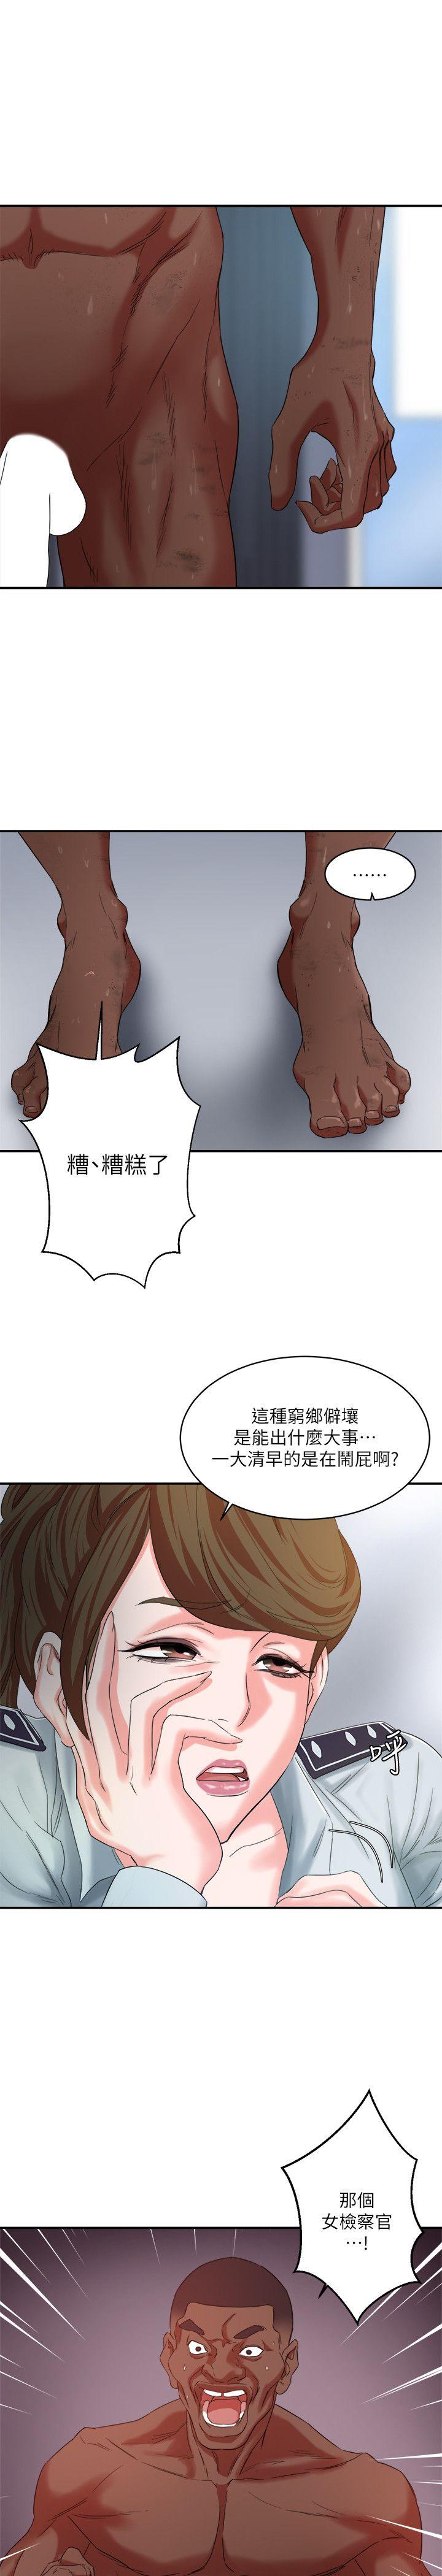 ……
糟、糟糕了
這種窮鄉僻壤
是能出什麼大事…
一大清早的是在鬧屁啊?
呼
那個
女檢察官
…!